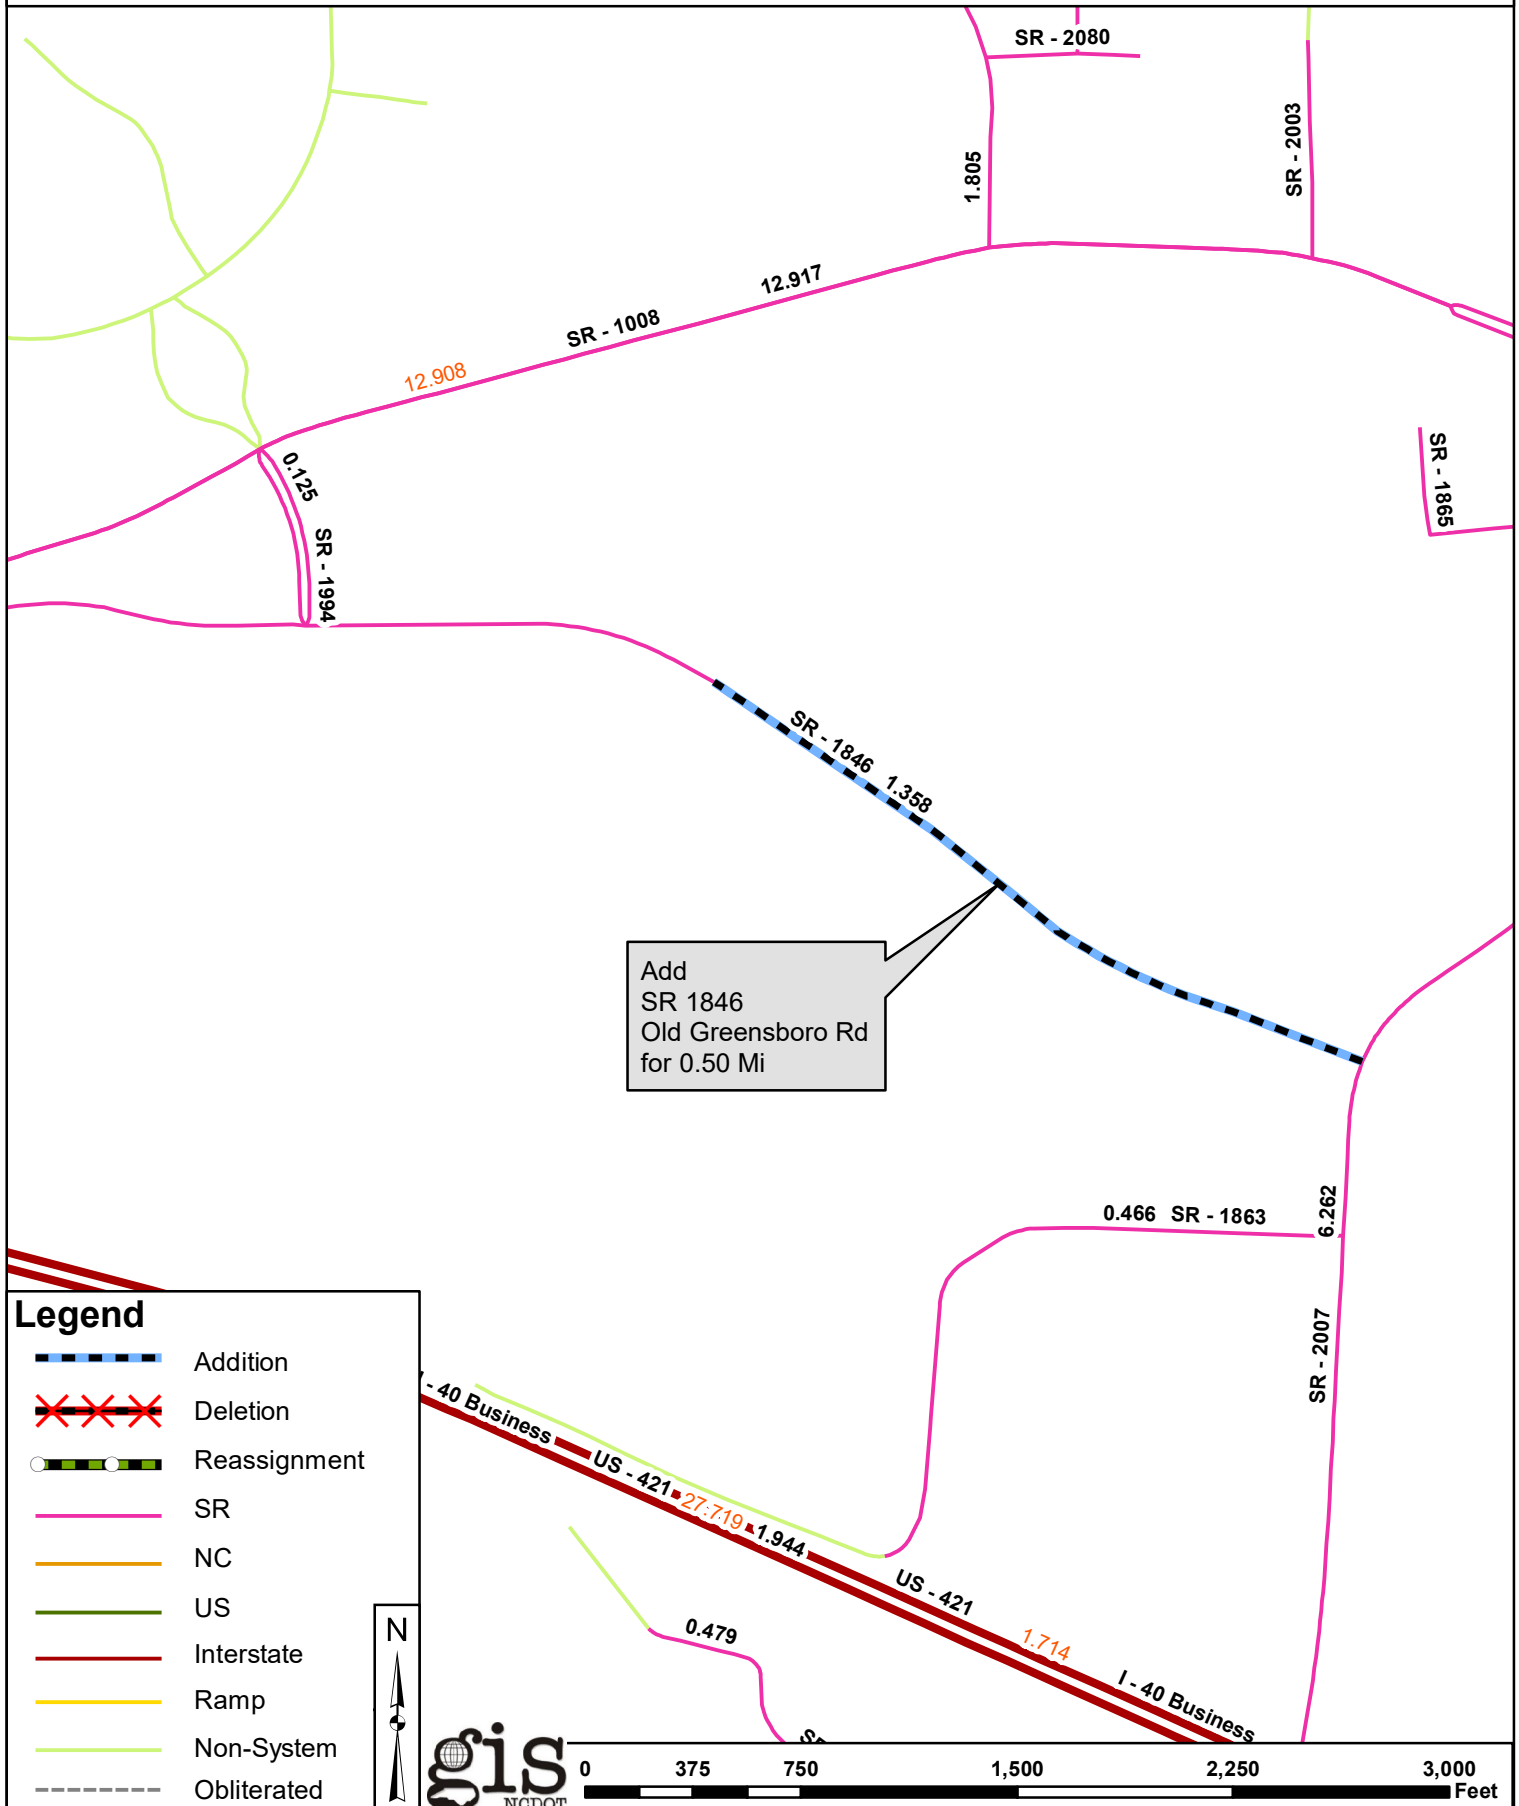 SR - 2080
SR - 2003
1.805
12.917
SR - 1008
12.908
SR - 1865
0.125
SR - 1994
SR - 1846 1.358
Add
SR 1846
Old Greensboro Rd
for 0.50 Mi
6.262
0.466 SR - 1863
SR - 2007
Legend
Addition
Deletion
Reassignment
SR
NC
US
Interstate
Ramp
Non-System
Obliterated
I - 40 Business
US - 421
27.719
1.944
US - 421
1.714
I - 40 Business
0.479
N
gis
NCDOT
0 375 750 1,500 2,250 3,000
Feet